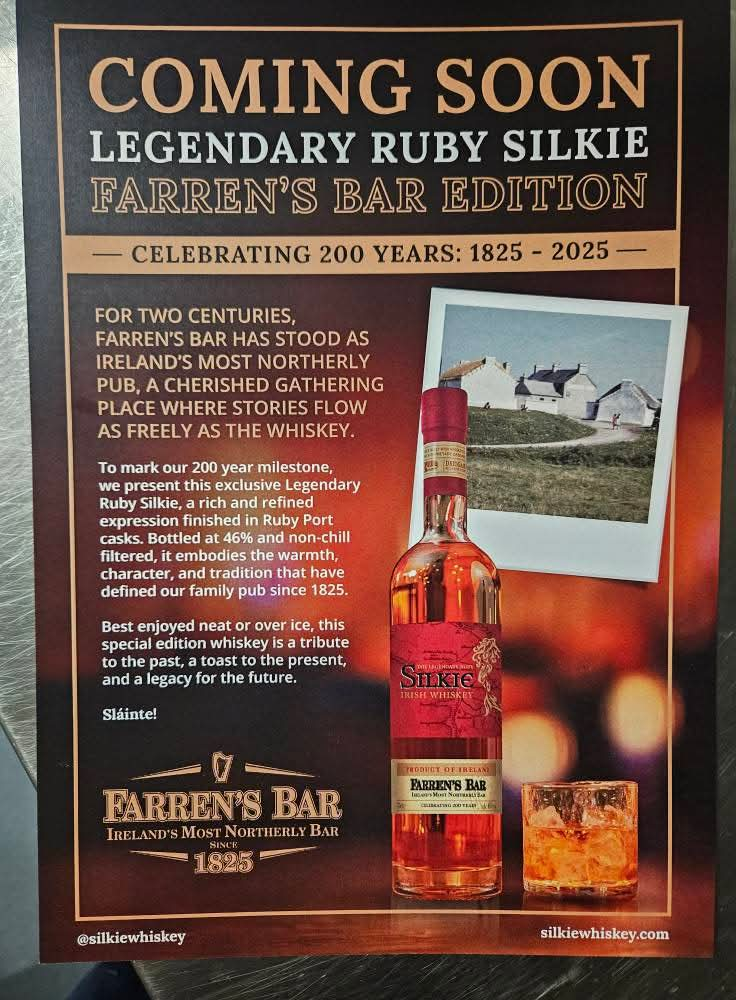 COMING SOON
LEGENDARY RUBY SILKIE
FARREN'S BAR EDITION
— CELEBRATING 200 YEARS: 1825 - 2025 —
FOR TWO CENTURIES,
FARREN'S BAR HAS STOOD AS
IRELAND'S MOST NORTHERLY
PUB, A CHERISHED GATHERING
PLACE WHERE STORIES FLOW
AS FREELY AS THE WHISKEY.
To mark our 200 year milestone,
we present this exclusive Legendary
Ruby Silkie, a rich and refined
expression finished in Ruby Port
casks. Bottled at 46% and non-chill
filtered, it embodies the warmth,
character, and tradition that have
defined our family pub since 1825.
Best enjoyed neat or over ice, this
special edition whiskey is a tribute
to the past, a toast to the present,
and a legacy for the future.
Sláinte!
FARREN'S BAR
IRELAND'S MOST NORTHERLY BAR
SINCE
1825
THE LEGENDARY RUBY
SILKIE
IRISH WHISKEY
PRODUCT OF IRELAND
FARREN'S BAR
IRELAND'S MOST NORTHERLY BAR
CELEBRATING 200 YEARS
@silkiewhiskey
silkiewhiskey.com